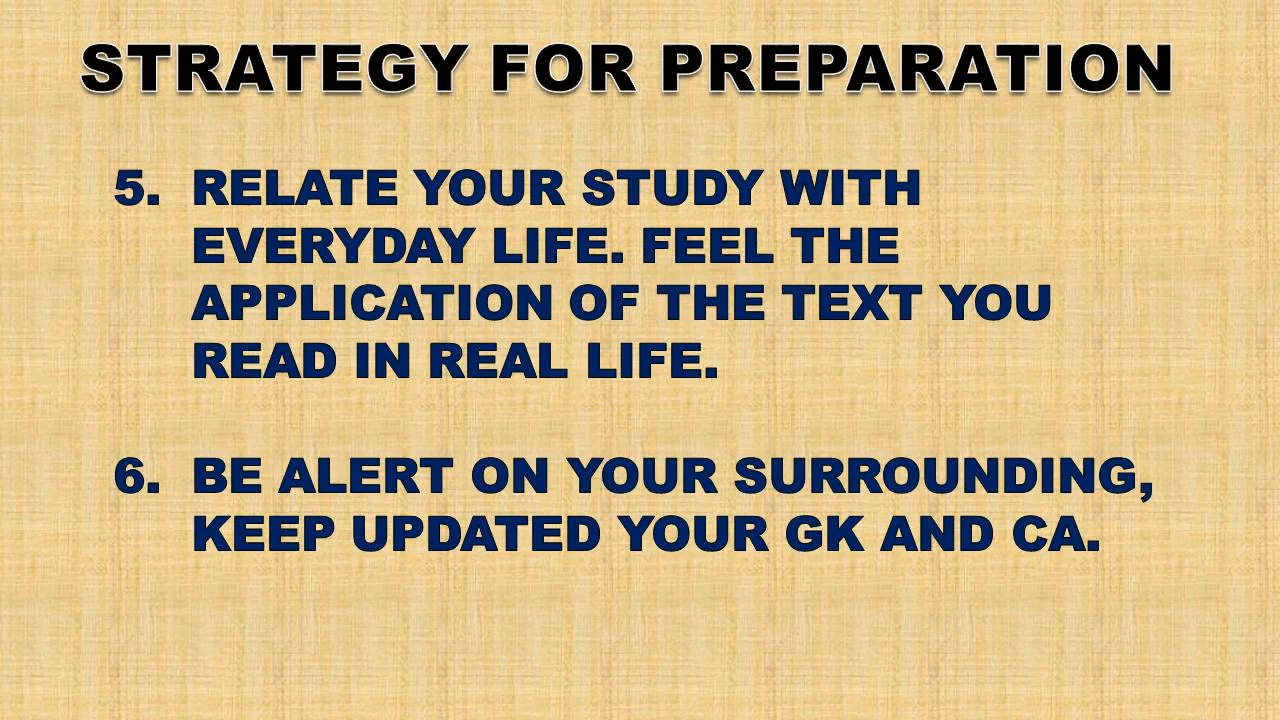 STRATEGY FOR PREPARATION
5. RELATE YOUR STUDY WITH
EVERYDAY LIFE. FEEL THE
APPLICATION OF THE TEXT YOU
READ IN REAL LIFE.
6. BE ALERT ON YOUR SURROUNDING,
KEEP UPDATED YOUR GK AND CA.